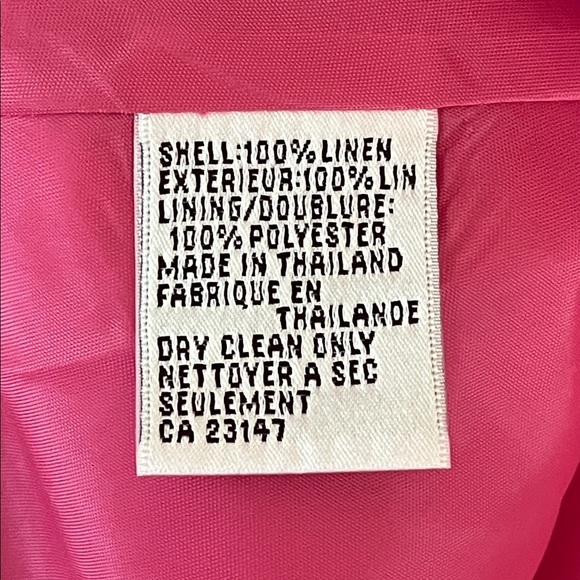 SHELL:100% LINEN
EXTERIEUR:100% LIN
LINING/DOUBLURE:
100% POLYESTER
MADE IN THAILAND
FABRIQUE EN
THAILANDE
DRY CLEAN ONLY
NETTOYER A SEC
SEULEMENT
CA 23147